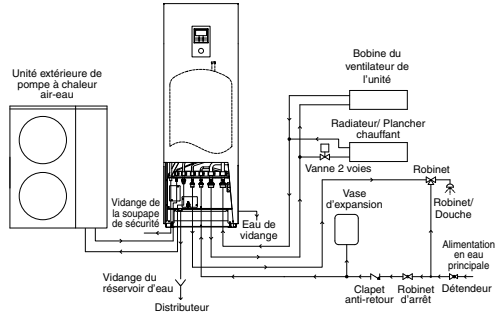 Unité extérieure de
pompe à chaleur
air-eau
Bobine du
ventilateur de
l'unité
Radiateur/ Plancher
chauffant
Vanne 2 voies
Robinet
Robinet/
Douche
Vidange de
la soupape
de sécurité
Eau de
vidange
Vase
d'expansion
Alimentation
en eau
principale
Vidange du
réservoir d'eau
Distributeur
Clapet
anti-retour
Robinet
d'arrêt
Détendeur